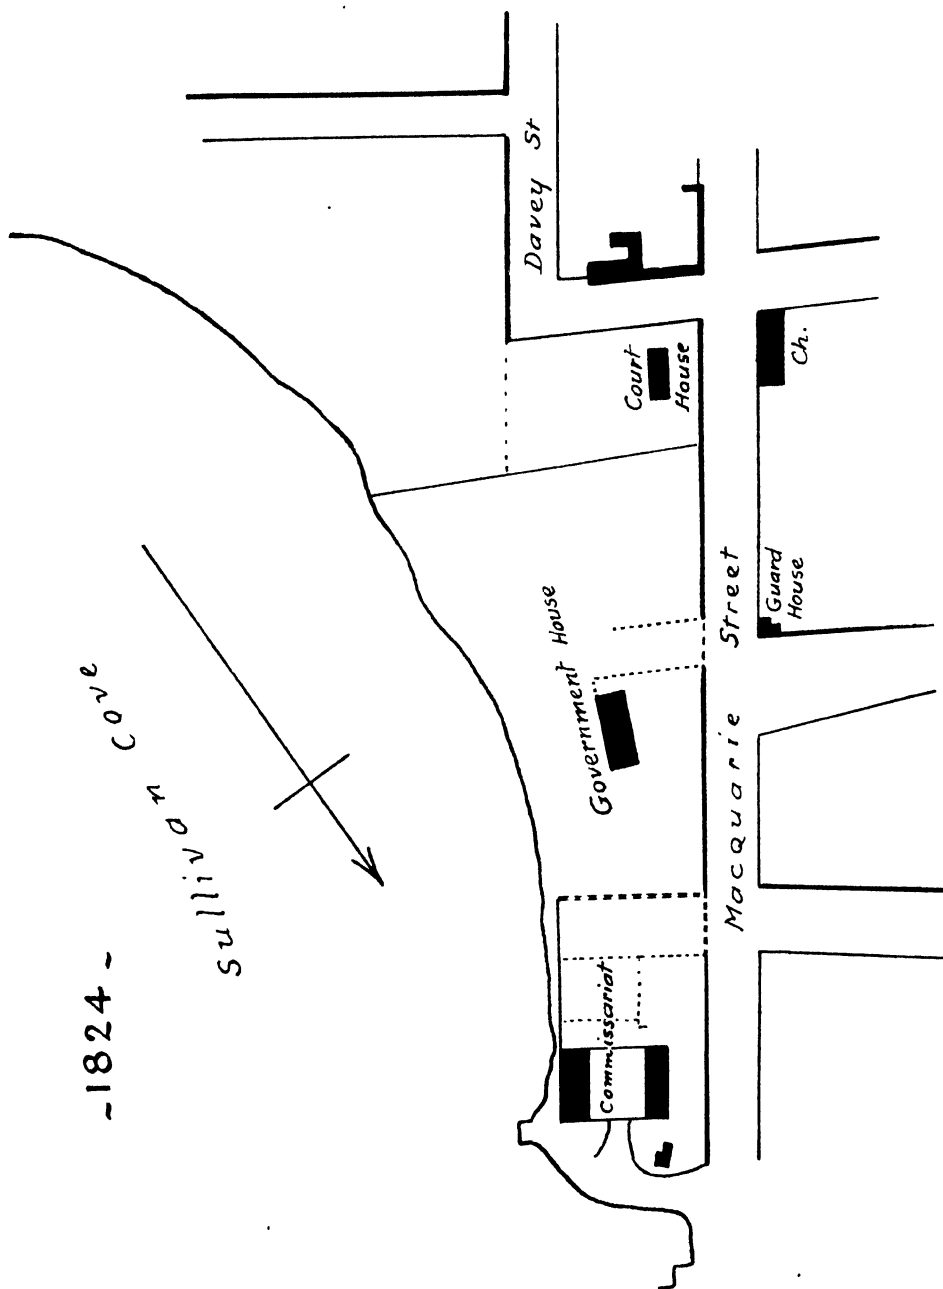 ~1824~
Sullivan Cove
Davey St
Court
House
Ch.
Government House
Guard
House
Macquarie Street
Commissariat